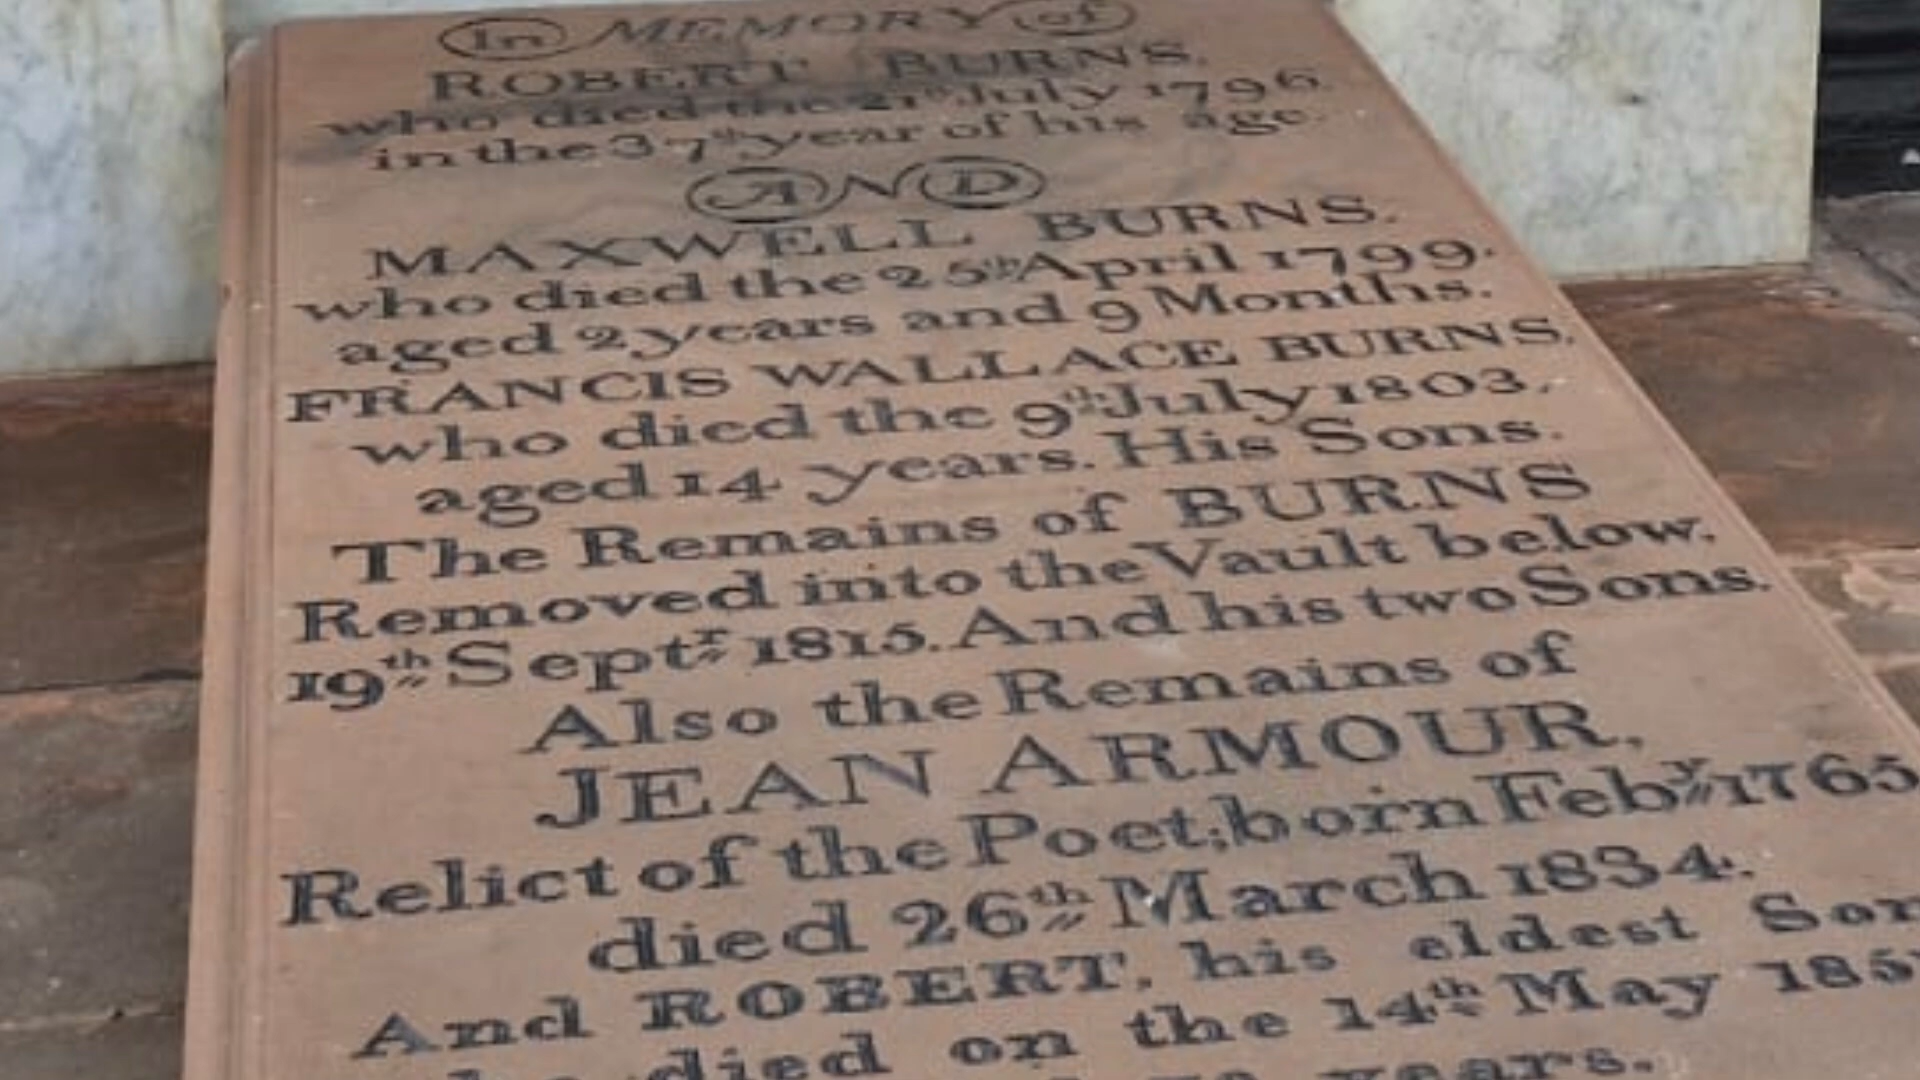 In MEMORY of
ROBERT BURNS,
who died the 21st July 1796
in the 37th year of his age.
AND
MAXWELL BURNS.
who died the 25th April 1799.
aged 2 years and 9 Months.
FRANCIS WALLACE BURNS,
who died the 9th July 1803.
aged 14 years. His Sons.
The Remains of BURNS
Removed into the Vault below.
19th Septr 1815. And his two Sons.
Also the Remains of
JEAN ARMOUR,
Relict of the Poet; born Feby 1765
died 26th March 1834.
And ROBERT, his eldest Son
died on the 14th May
years.